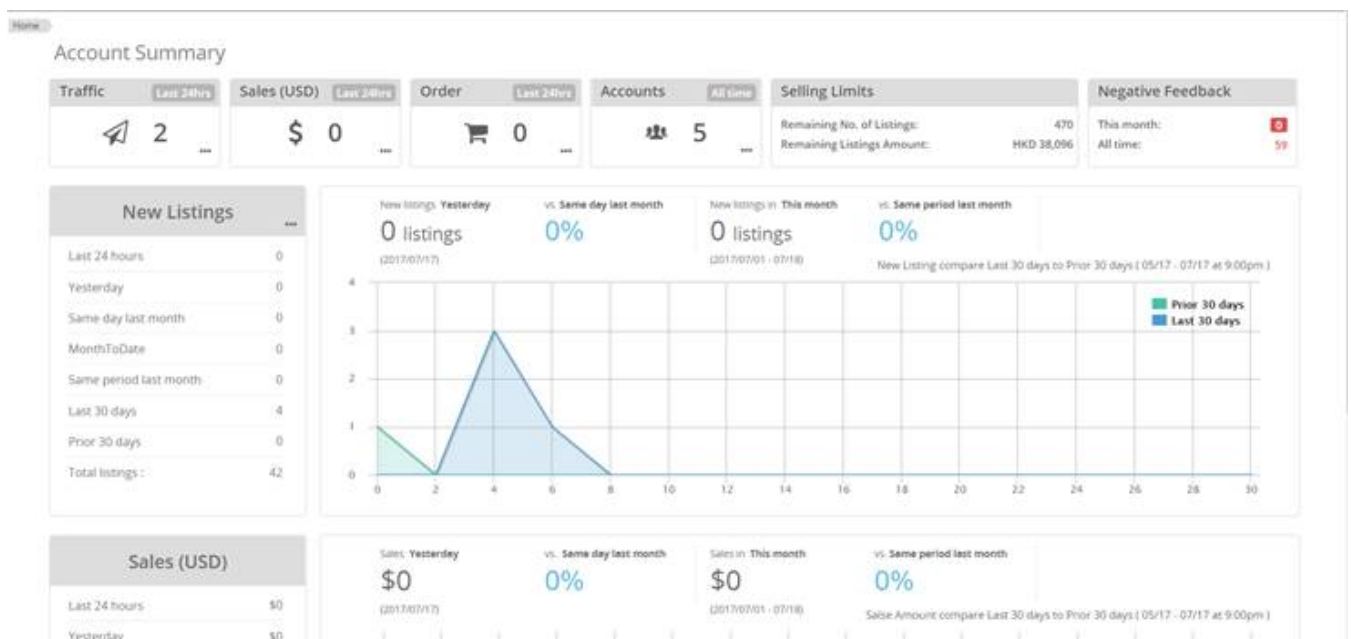 Home
Account Summary
Traffic Last 24hrs
2
...
Sales (USD) Last 24hrs
$ 0
...
Order Last 24hrs
0
...
Accounts All time
5
...
Selling Limits
Remaining No. of Listings: 470
Remaining Listings Amount: HKD 38,096
Negative Feedback
This month: 0
All time: 59
New Listings ...
Last 24 hours 0
Yesterday 0
Same day last month 0
MonthToDate 0
Same period last month 0
Last 30 days 4
Prior 30 days 0
Total listings : 42
New listings Yesterday
0 listings
(2017/07/17)
vs. Same day last month
0%
New listings in This month
0 listings
(2017/07/01 - 07/18)
vs. Same period last month
0%
New Listing compare Last 30 days to Prior 30 days ( 05/17 - 07/17 at 9:00pm )
Prior 30 days
Last 30 days
4
3
2
1
0
0 2 4 6 8 10 12 14 16 18 20 22 24 26 28 30
Sales (USD)
Last 24 hours $0
Yesterday $0
Sales Yesterday
$0
(2017/07/17)
vs. Same day last month
0%
Sales in This month
$0
(2017/07/01 - 07/18)
vs. Same period last month
0%
Salse Amount compare Last 30 days to Prior 30 days ( 05/17 - 07/17 at 9:00pm )